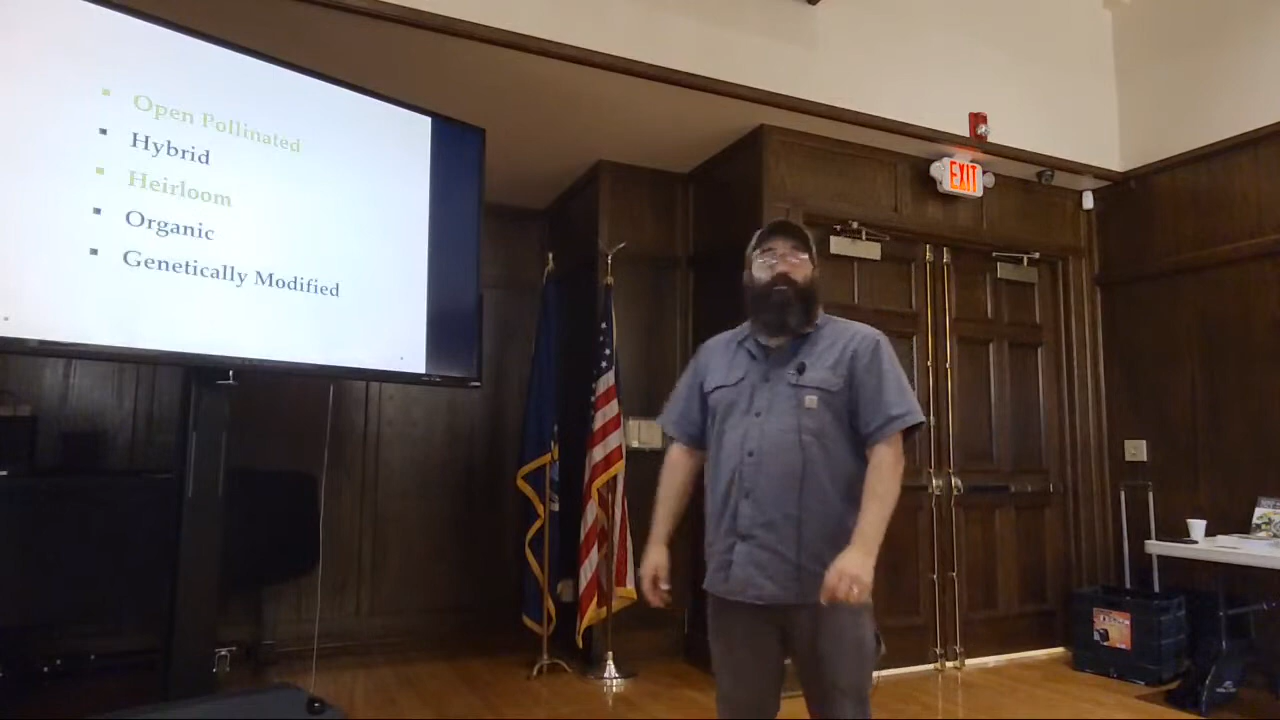 Open Pollinated
Hybrid
Heirloom
Organic
Genetically Modified
EXIT